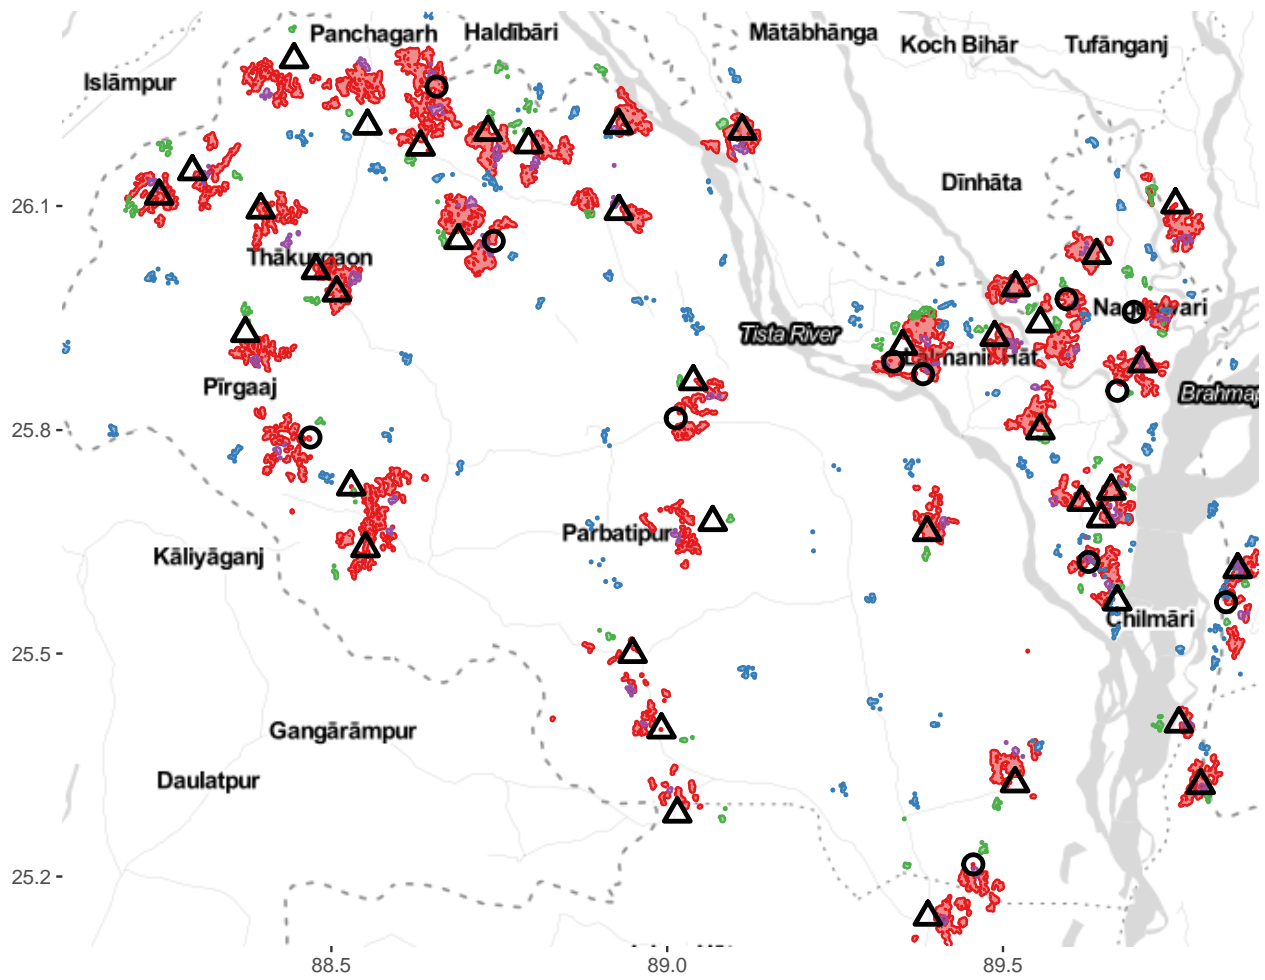 Panchagarh
Haldībāri
Mātābhānga
Koch Bihār
Tufānganj
Islāmpur
Dīnhāta
26.1
Thākurgaon
Tista River
Pīrgaaj
25.8
Parbatipur
Kāliyāganj
Chilmāri
25.5
Gangārāmpur
Daulatpur
25.2
88.5
89.0
89.5